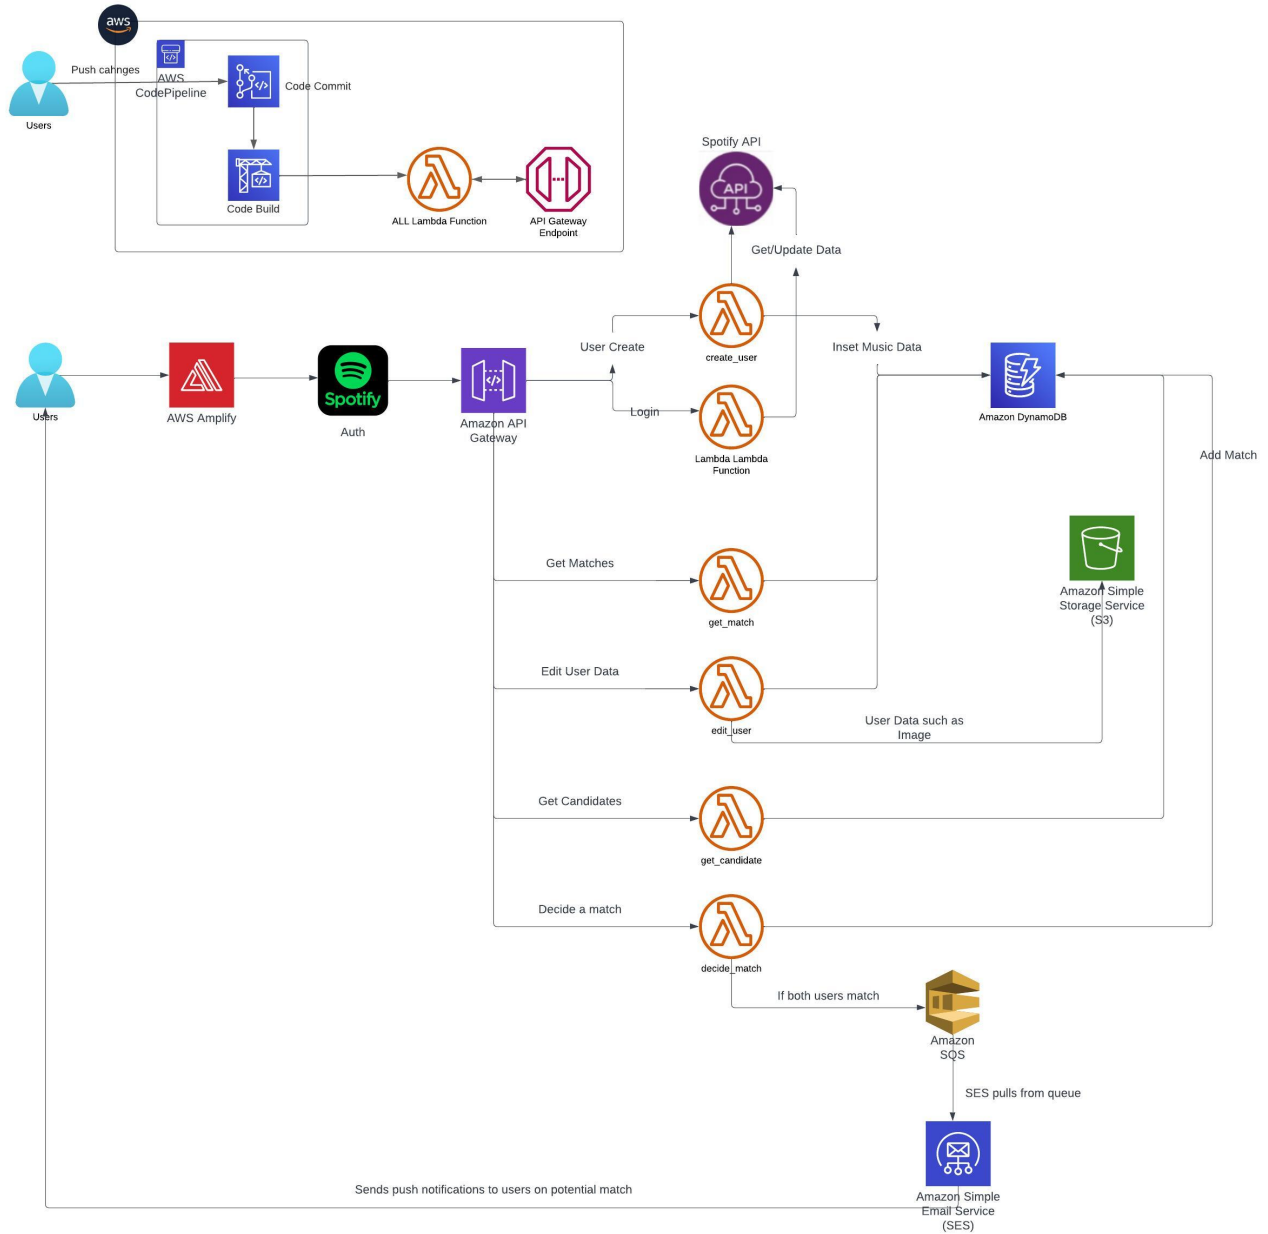 aws
Push cahnges
AWS
CodePipeline
Code Commit
Users
Code Build
ALL Lambda Function
API Gateway
Endpoint
Spotify API
API
Get/Update Data
User Create
create_user
Inset Music Data
Users
AWS Amplify
Spotify
Auth
Amazon API
Gateway
Login
Lambda Lambda
Function
Amazon DynamoDB
Add Match
Get Matches
get_match
Amazon Simple
Storage Service
(S3)
Edit User Data
edit_user
User Data such as
Image
Get Candidates
get_candidate
Decide a match
decide_match
If both users match
Amazon
SQS
SES pulls from queue
Sends push notifications to users on potential match
Amazon Simple
Email Service
(SES)